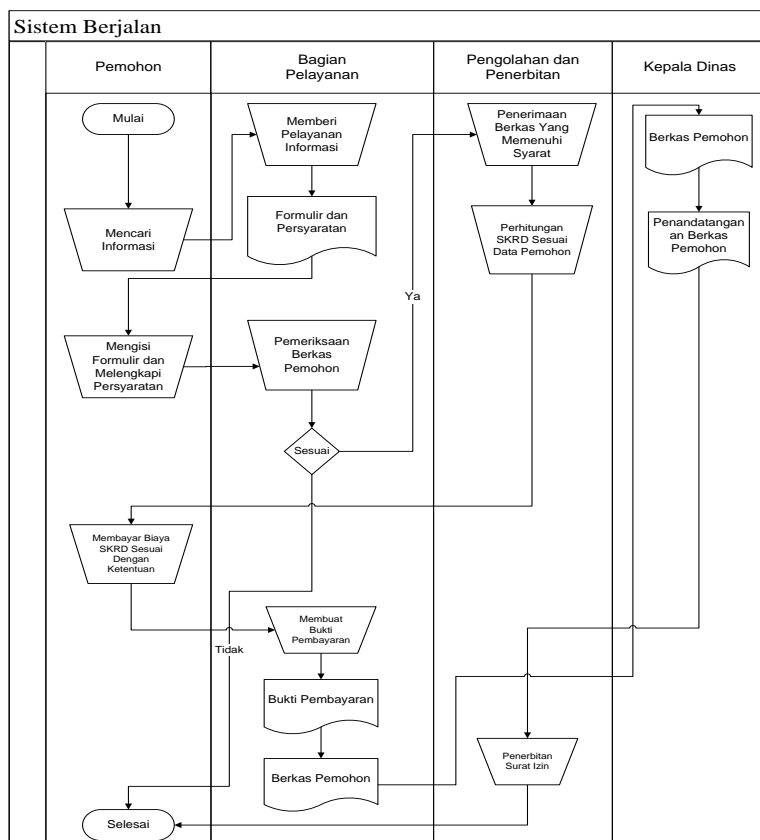 Sistem Berjalan
Pemohon
Bagian
Pelayanan
Pengolahan dan
Penerbitan
Kepala Dinas
Mulai
Mencari
Informasi
Memberi
Pelayanan
Informasi
Formulir dan
Persyaratan
Mengisi
Formulir dan
Melengkapi
Persyaratan
Pemeriksaan
Berkas
Pemohon
Sesuai
Ya
Tidak
Penerimaan
Berkas Yang
Memenuhi
Syarat
Perhitungan
SKRD Sesuai
Data Pemohon
Membayar Biaya
SKRD Sesuai
Dengan
Ketentuan
Membuat
Bukti
Pembayaran
Bukti Pembayaran
Berkas Pemohon
Berkas Pemohon
Penandatangan
an Berkas
Pemohon
Penerbitan
Surat Izin
Selesai